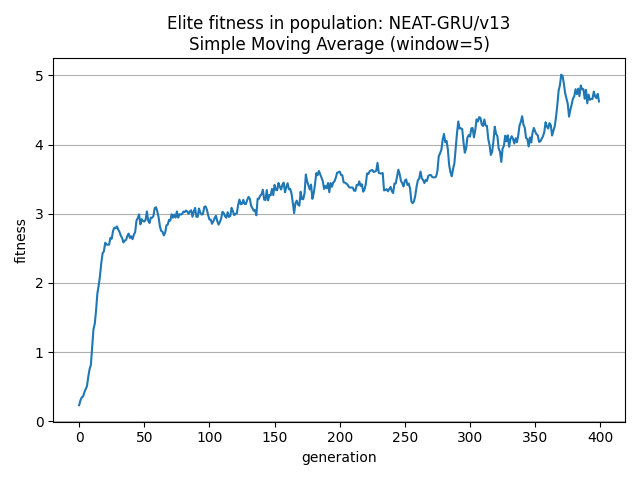 Elite fitness in population: NEAT-GRU/v13
Simple Moving Average (window=5)
5
4
3
2
1
0
fitness
0 50 100 150 200 250 300 350 400
generation